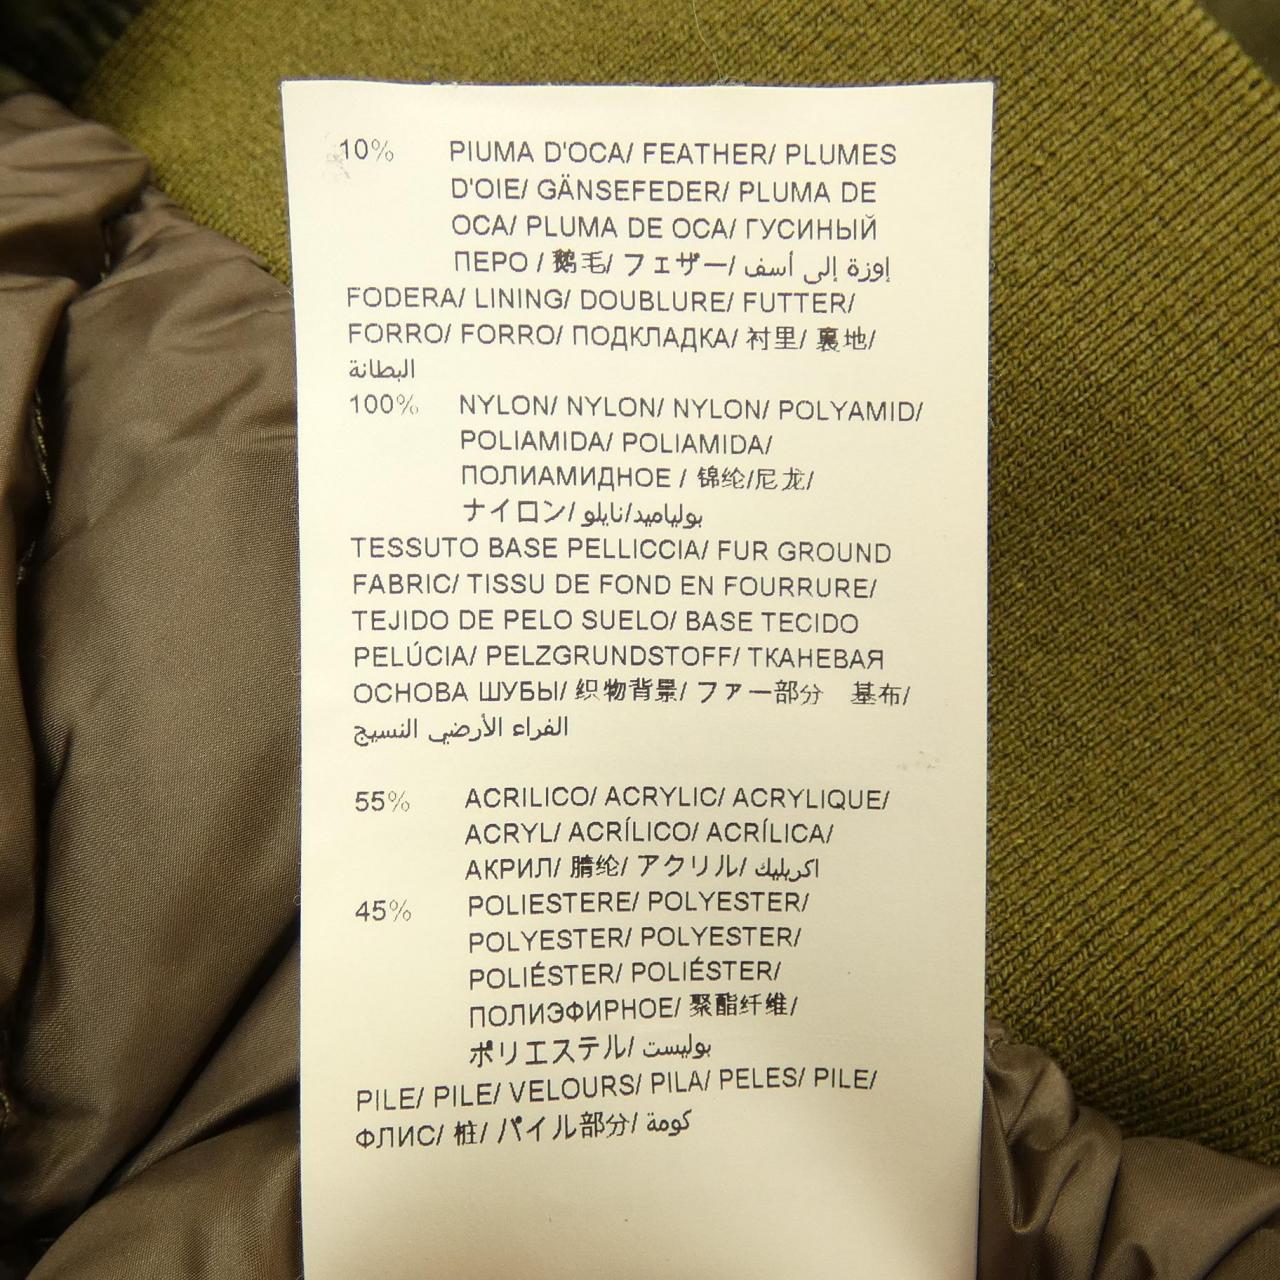 10% PIUMA D'OCA/ FEATHER/ PLUMES
D'OIE/ GÄNSEFEDER/ PLUMA DE
OCA/ PLUMA DE OCA/ ГУСИНЫЙ
ПЕРО / 鹅毛/ フェザー/ إوزة إلى أسف
FODERA/ LINING/ DOUBLURE/ FUTTER/
FORRO/ FORRO/ ПОДКЛАДКА/ 衬里/ 裏地/
البطانة
100% NYLON/ NYLON/ NYLON/ POLYAMID/
POLIAMIDA/ POLIAMIDA/
ПОЛИАМИДНОЕ / 锦纶/尼龙/
ナイロン/ بولياميد/نايلو
TESSUTO BASE PELLICCIA/ FUR GROUND
FABRIC/ TISSU DE FOND EN FOURRURE/
TEJIDO DE PELO SUELO/ BASE TECIDO
PELÚCIA/ PELZGRUNDSTOFF/ ТКАНЕВАЯ
ОСНОВА ШУБЫ/ 织物背景/ ファー部分 基布/
الفراء الأرضي النسيج
55% ACRILICO/ ACRYLIC/ ACRYLIQUE/
ACRYL/ ACRÍLICO/ ACRÍLICA/
АКРИЛ/ 腈纶/ アクリル/ اكريليك
45% POLIESTERE/ POLYESTER/
POLYESTER/ POLYESTER/
POLIÉSTER/ POLIÉSTER/
ПОЛИЭФИРНОЕ/ 聚酯纤维/
ポリエステル/ بوليست
PILE/ PILE/ VELOURS/ PILA/ PELES/ PILE/
ФЛИС/ 桩/ パイル部分/ كومة